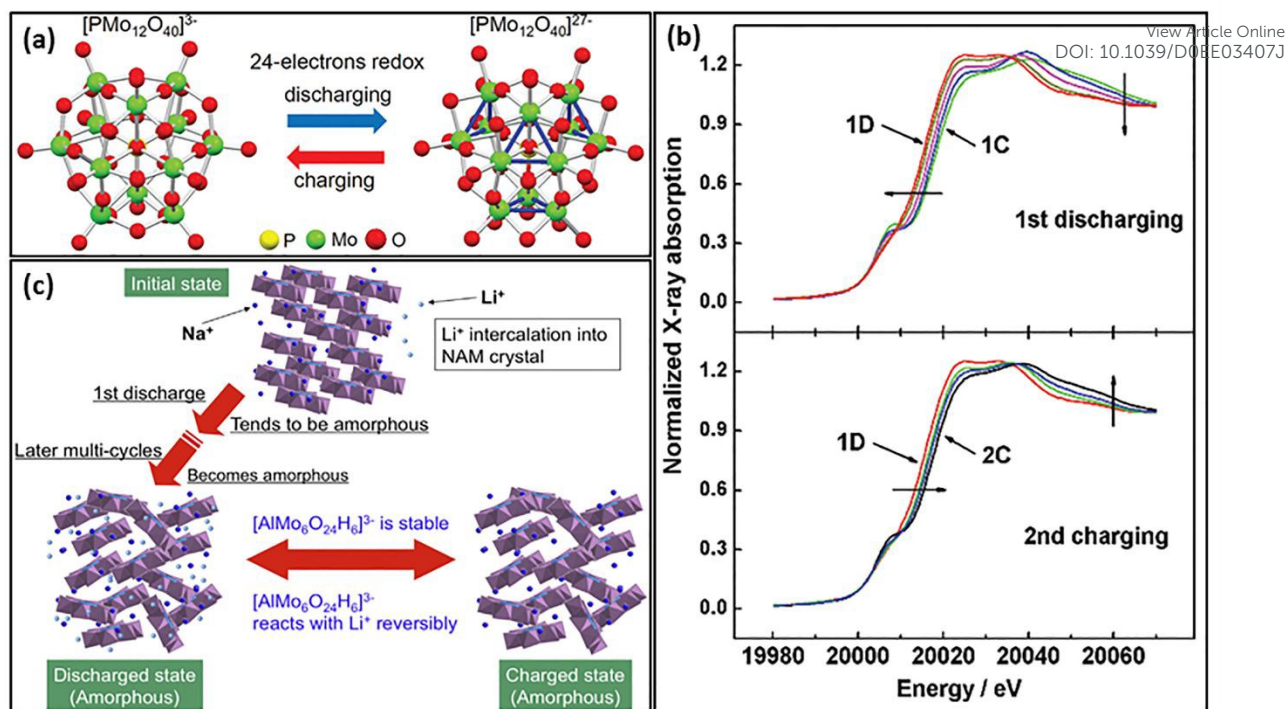 View Article Online
DOI: 10.1039/D0EE03407J
(a)
[PMo12O40]3-
[PMo12O40]27-
24-electrons redox
discharging
charging
P Mo O
(b)
Normalized X-ray absorption
1.2
0.9
0.6
0.3
0.0
1D
1C
1st discharging
1.2
0.9
0.6
0.3
0.0
1D
2C
2nd charging
19980 20000 20020 20040 20060
Energy / eV
(c)
Initial state
Na+
Li+
Li+ intercalation into
NAM crystal
1st discharge
Tends to be amorphous
Later multi-cycles
Becomes amorphous
[AlMo6O24H6]3- is stable
[AlMo6O24H6]3-
reacts with Li+ reversibly
Discharged state
(Amorphous)
Charged state
(Amorphous)